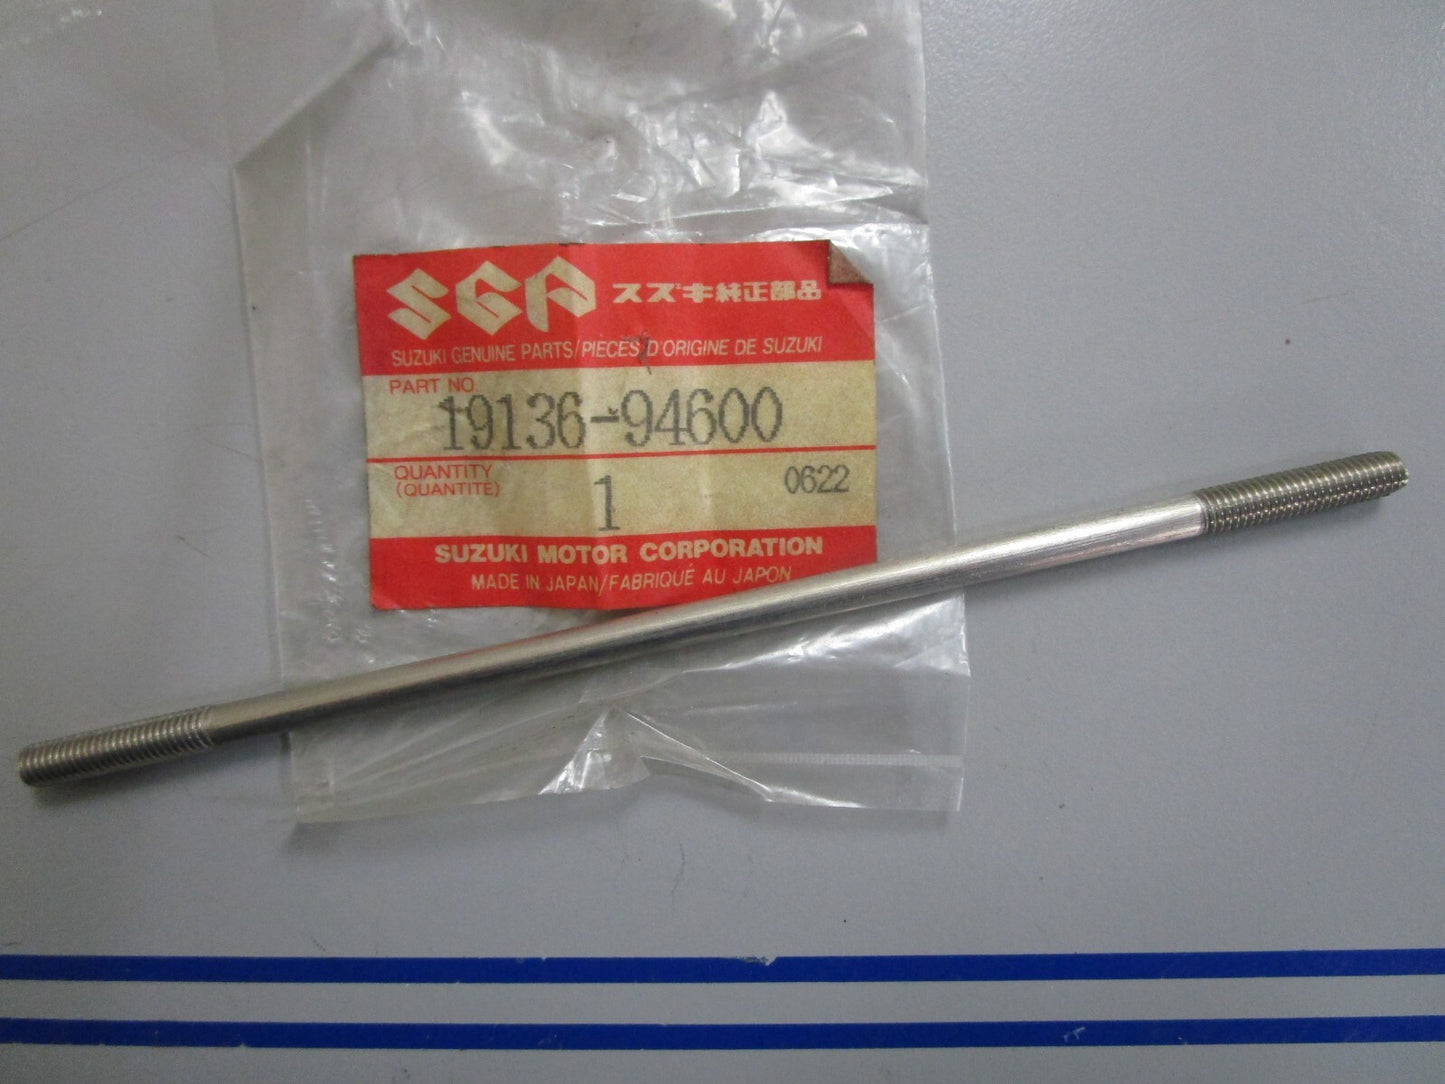 SGP スズキ純正部品
SUZUKI GENUINE PARTS/PIECES D'ORIGINE DE SUZUKI
PART NO.
19136-94600
QUANTITY
(QUANTITÉ)
1
0622
SUZUKI MOTOR CORPORATION
MADE IN JAPAN/FABRIQUÉ AU JAPON